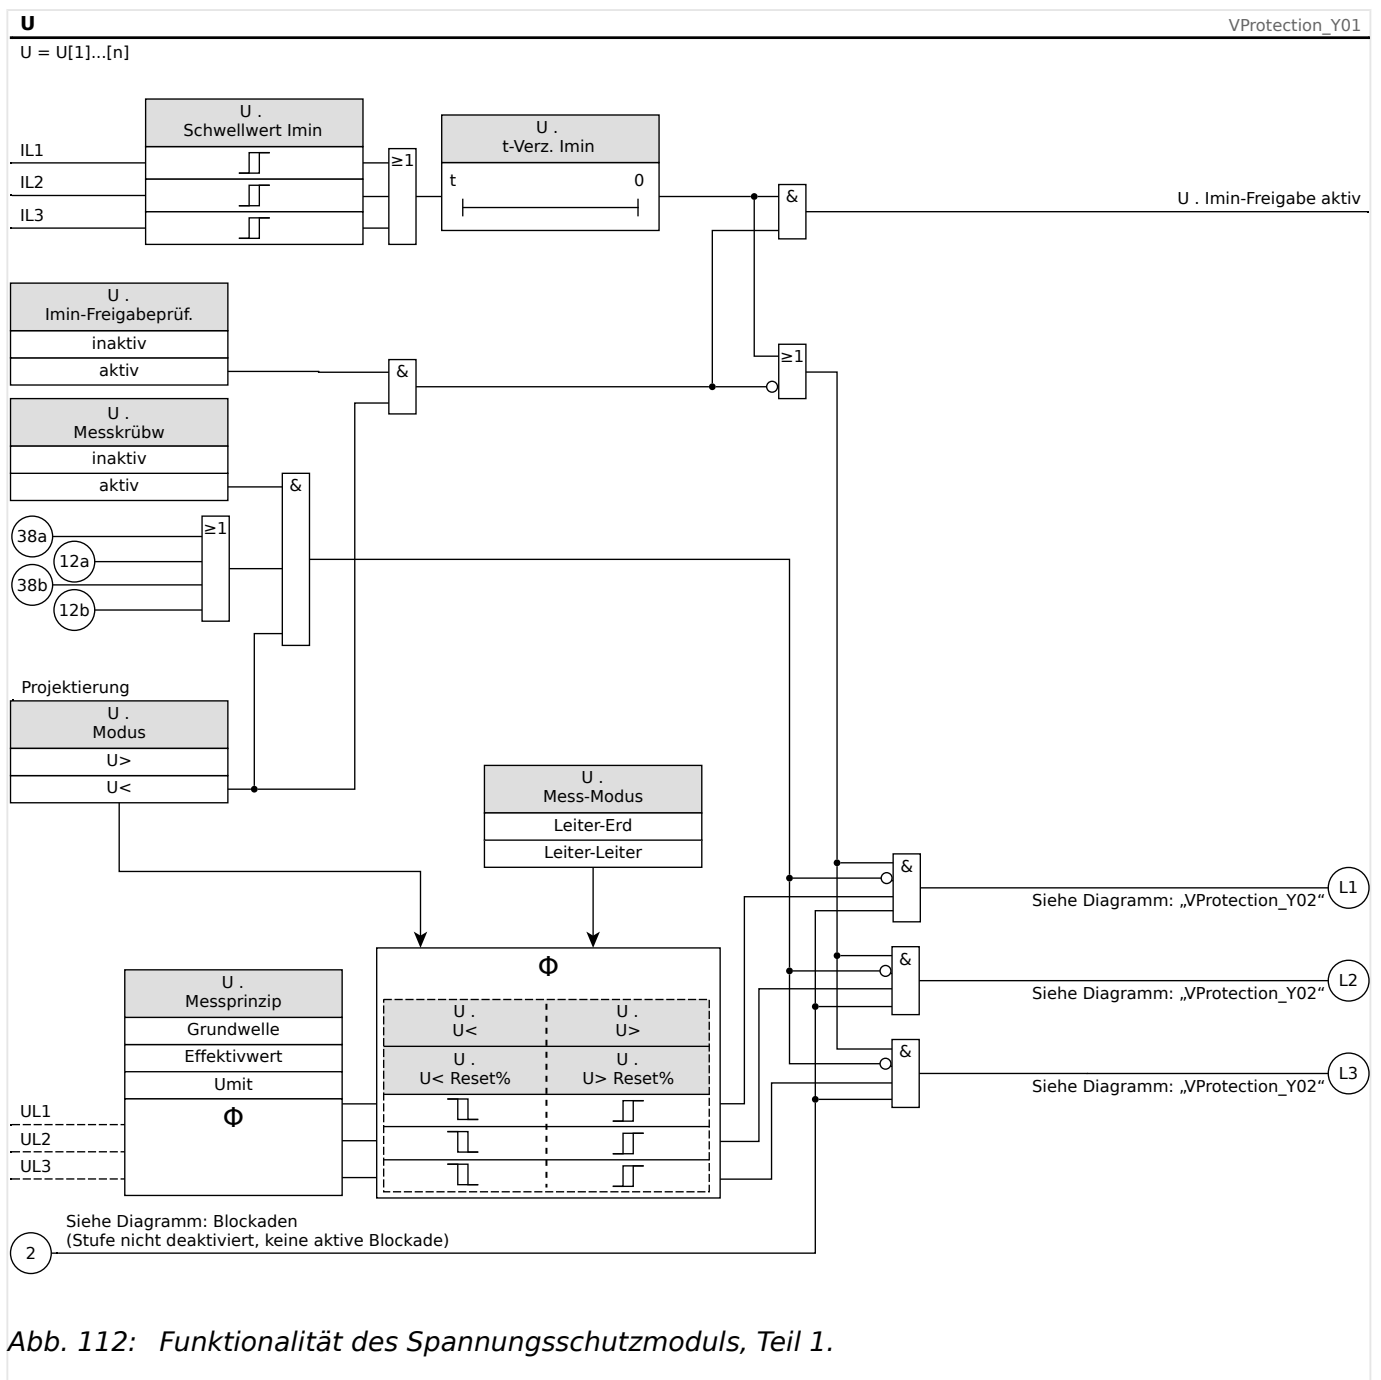 U
VProtection_Y01
U = U[1]...[n]
U .
Schwellwert Imin
IL1
IL2
IL3
≥1
U .
t-Verz. Imin
t 0
&
U . Imin-Freigabe aktiv
U .
Imin-Freigabeprüf.
inaktiv
aktiv
&
≥1
U .
Messkrübw
inaktiv
aktiv
&
38a
12a
38b
12b
≥1
Projektierung
U .
Modus
U>
U<
U .
Mess-Modus
Leiter-Erd
Leiter-Leiter
&
L1
Siehe Diagramm: „VProtection_Y02“
&
L2
Siehe Diagramm: „VProtection_Y02“
&
L3
Siehe Diagramm: „VProtection_Y02“
U .
Messprinzip
Grundwelle
Effektivwert
Umit
Φ
UL1
UL2
UL3
Φ
U .
U<
U .
U>
U .
U< Reset%
U .
U> Reset%
Siehe Diagramm: Blockaden
(Stufe nicht deaktiviert, keine aktive Blockade)
2
Abb. 112: Funktionalität des Spannungsschutzmoduls, Teil 1.